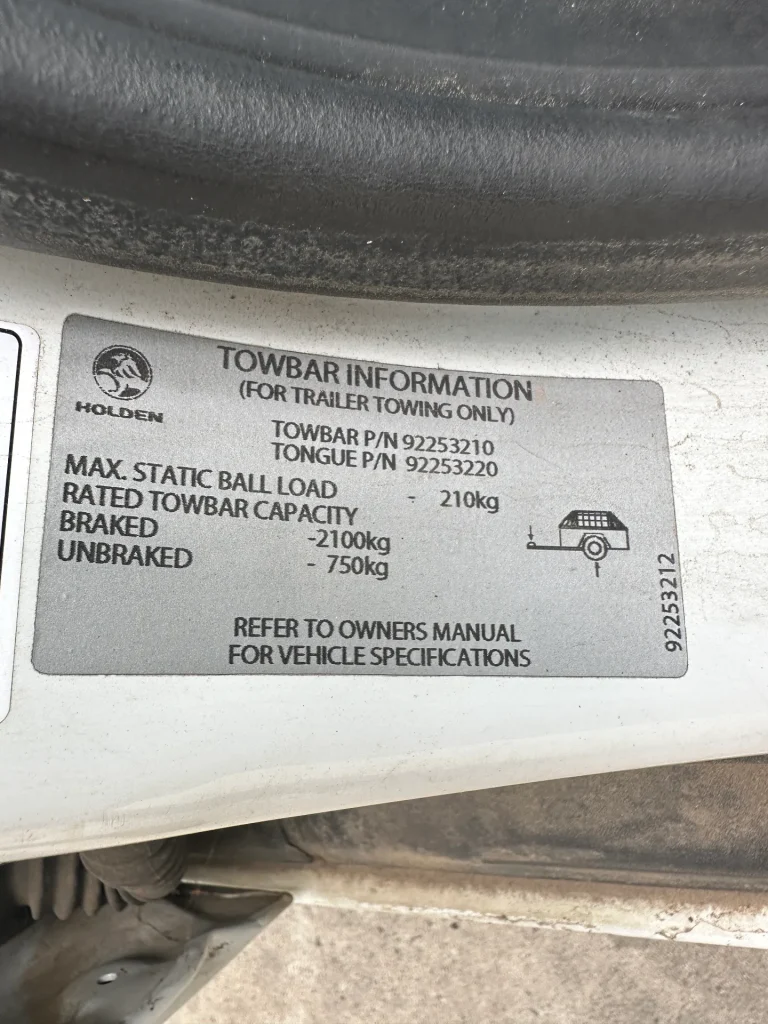 HOLDEN
TOWBAR INFORMATION
(FOR TRAILER TOWING ONLY)
TOWBAR P/N 92253210
TONGUE P/N 92253220
MAX. STATIC BALL LOAD - 210kg
RATED TOWBAR CAPACITY
BRAKED -2100kg
UNBRAKED - 750kg
REFER TO OWNERS MANUAL
FOR VEHICLE SPECIFICATIONS
92253212